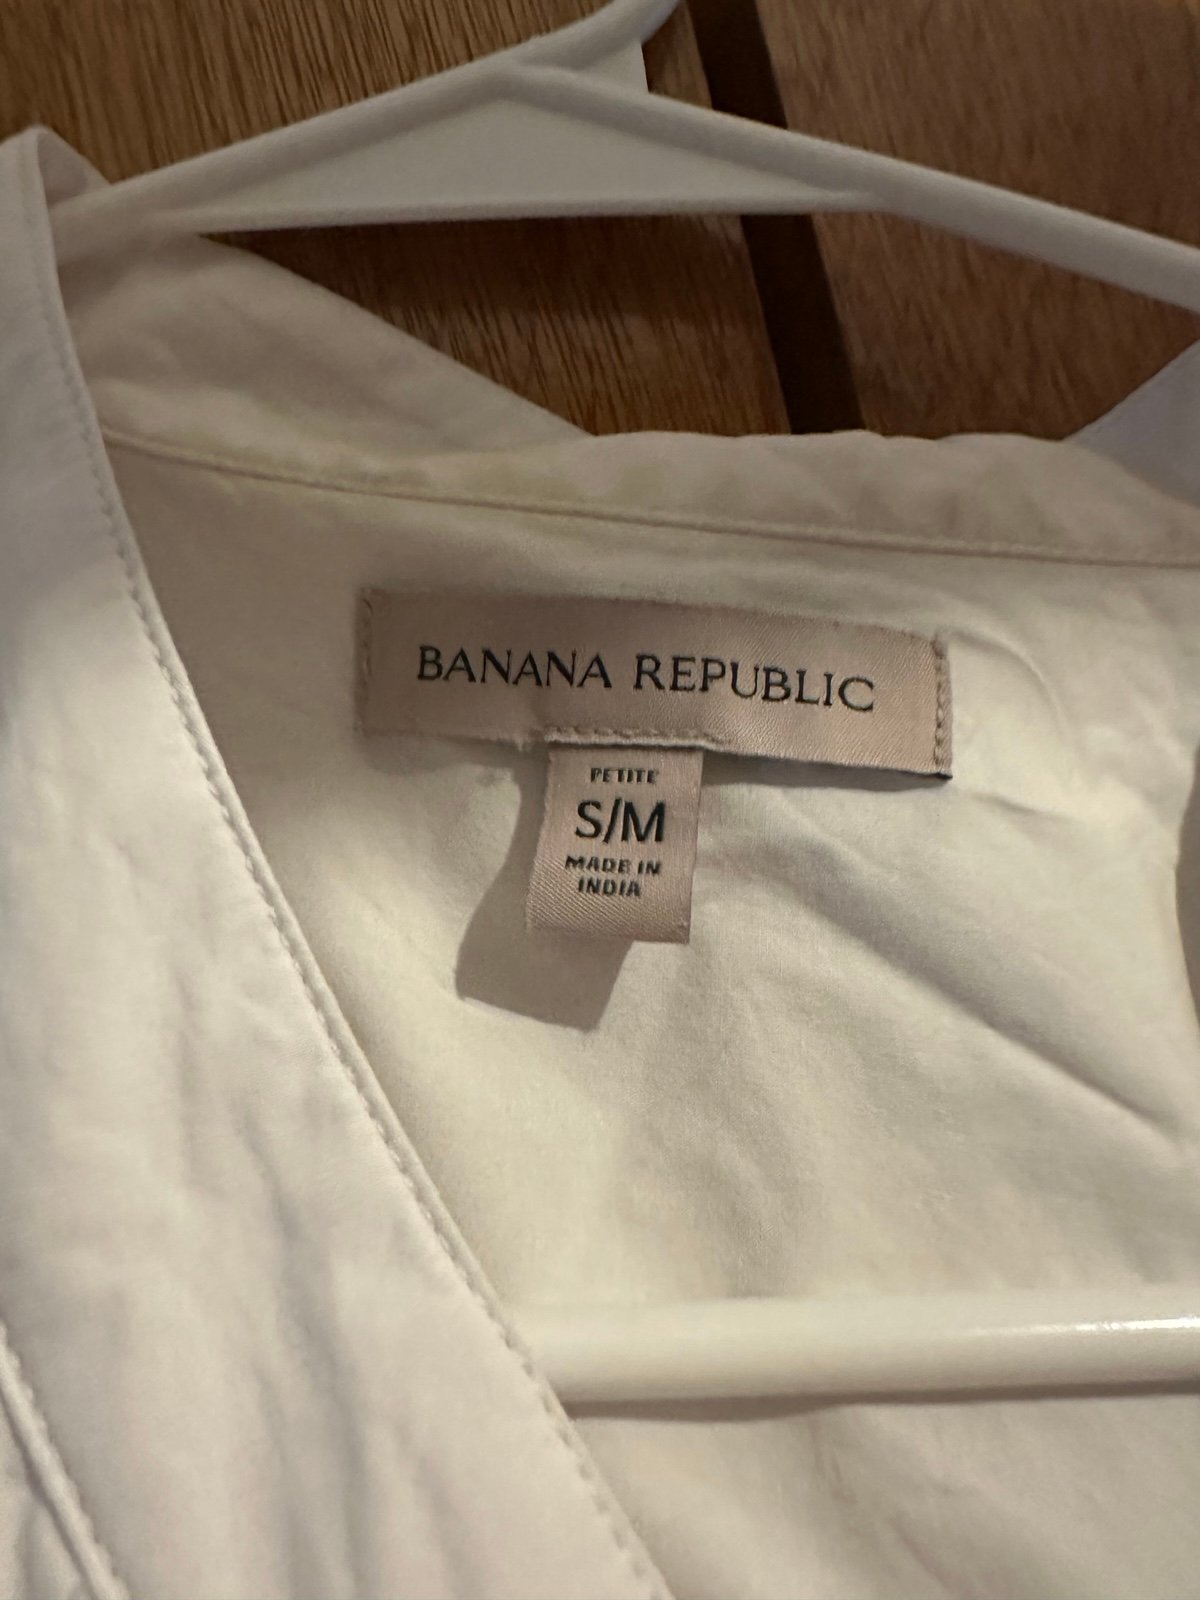 BANANA REPUBLIC
PETITE
S/M
MADE IN
INDIA